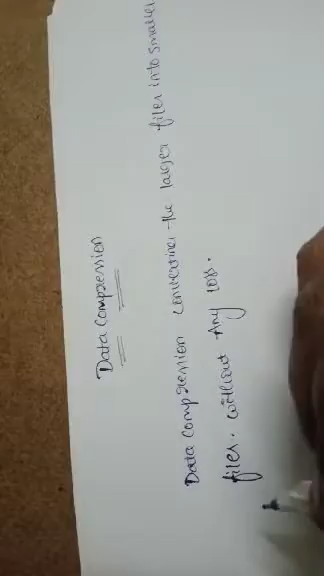 Data Compression
Data Compression converting the larger files into smaller
files. without Any loss.